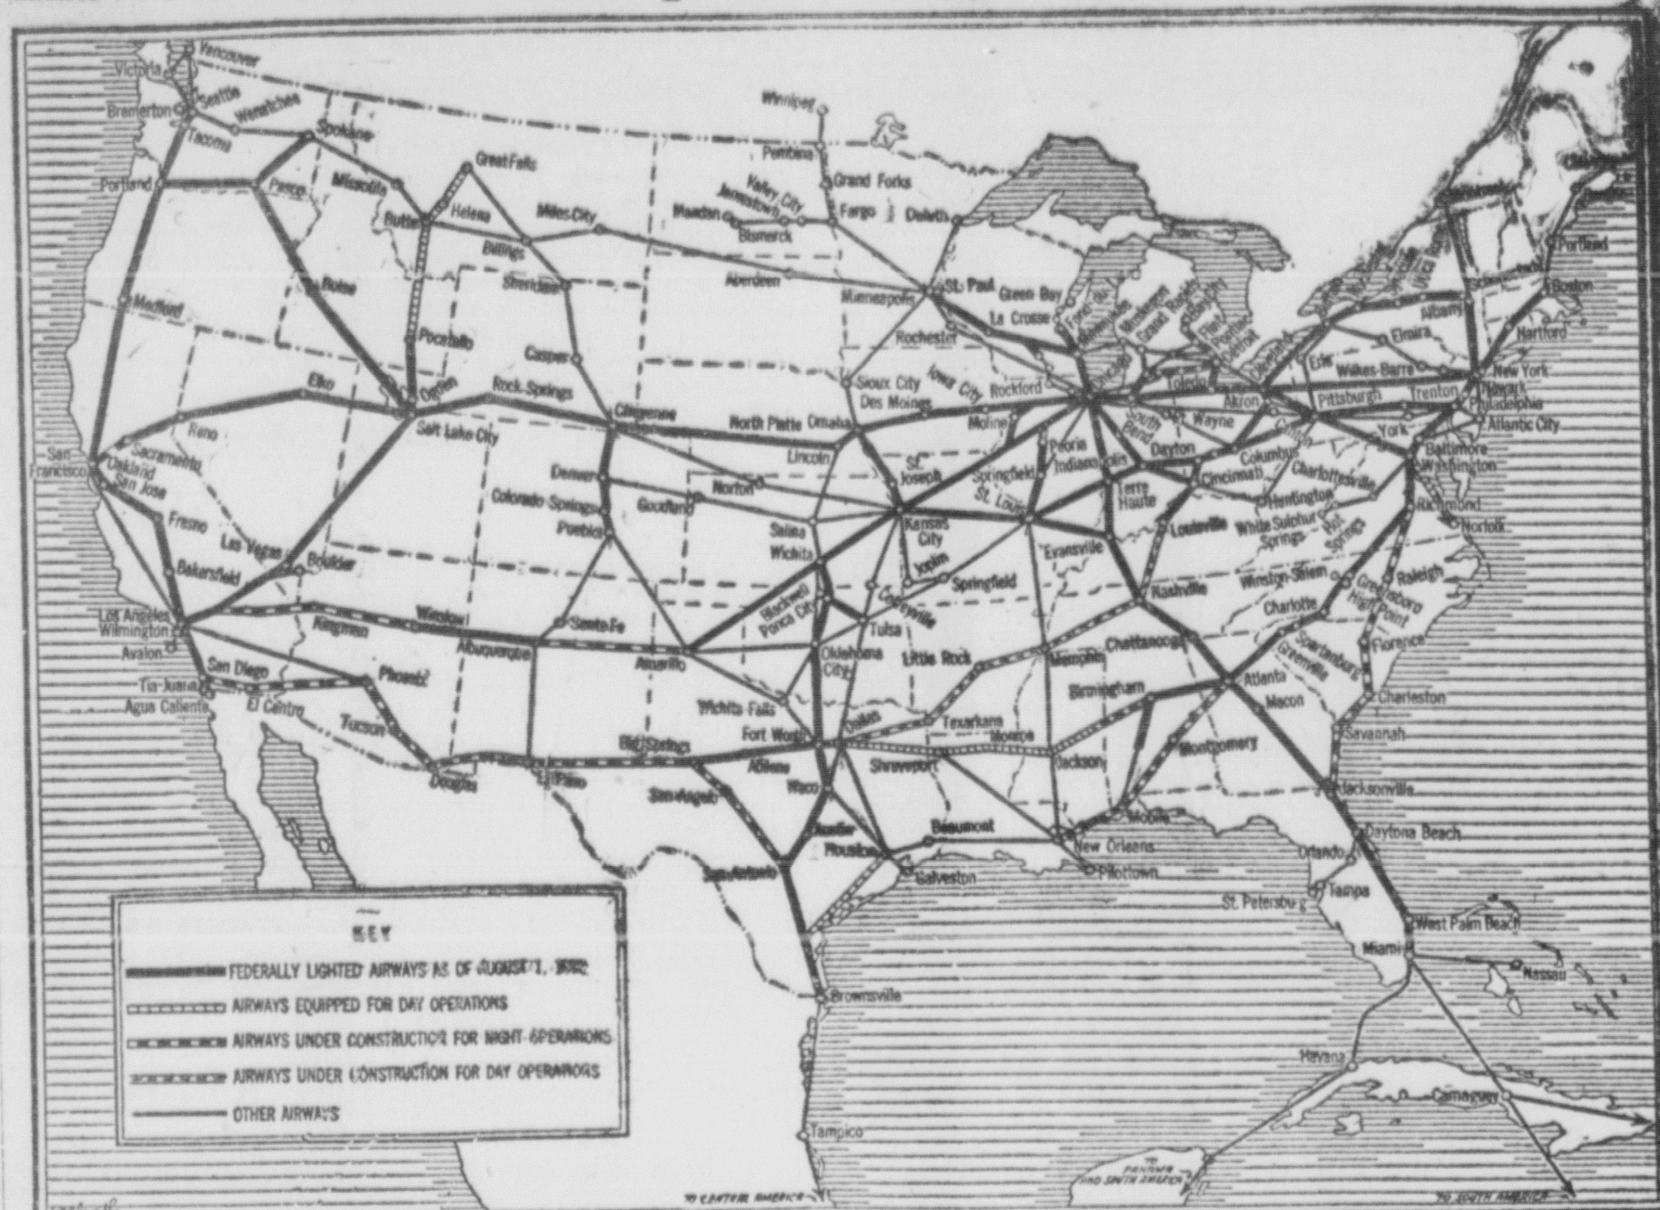 Vancouver
Victoria
Seattle
Bremerton
Wenatchee
Tacoma
Spokane
Portland
Pasco
Missoula
Great Falls
Butte
Helena
Miles City
Billings
Winnipeg
Pembina
Grand Forks
Valley City
Jamestown
Mandan
Bismarck
Fargo
Duluth
Aberdeen
Minneapolis
St. Paul
Green Bay
La Crosse
Rochester
Sheridan
Boise
Medford
Pocatello
Casper
Ogden
Rock Springs
Elko
Reno
Salt Lake City
Cheyenne
North Platte
Omaha
Lincoln
Sioux City
Des Moines
Iowa City
Rockford
Moline
Chicago
Milwaukee
Muskegon
Grand Rapids
Flint
Pontiac
Detroit
Toledo
Cleveland
Akron
Erie
Elmira
Albany
Wilkes-Barre
Trenton
New York
Newark
Philadelphia
Atlantic City
Hartford
Boston
Portland
Pittsburgh
York
Baltimore
Washington
South Bend
Ft. Wayne
Dayton
Columbus
Cincinnati
Charlottesville
Huntington
White Sulphur Springs
Hot Springs
Richmond
Norfolk
Peoria
Indianapolis
Springfield
St. Louis
Terre Haute
Louisville
Evansville
St. Joseph
Kansas City
San Francisco
Sacramento
Oakland
San Jose
Fresno
Bakersfield
Las Vegas
Boulder
Denver
Colorado Springs
Pueblo
Goodland
Norton
Salina
Wichita
Joplin
Springfield
Coffeyville
Blackwell
Ponca City
Tulsa
Los Angeles
Wilmington
Avalon
Kingman
Winslow
Albuquerque
Santa Fe
Amarillo
Oklahoma City
Little Rock
Memphis
Nashville
Chattanooga
Winston-Salem
Greensboro
High Point
Raleigh
Charlotte
Spartanburg
Greenville
Florence
Charleston
San Diego
Tia-Juana
Agua Caliente
El Centro
Phoenix
Tucson
Douglas
El Paso
Big Springs
Wichita Falls
Fort Worth
Dallas
Abilene
Texarkana
Shreveport
Monroe
Jackson
Birmingham
Atlanta
Macon
Montgomery
Savannah
Jacksonville
San Angelo
Waco
Houston
San Antonio
Beaumont
Galveston
New Orleans
Mobile
Pilottown
Daytona Beach
Orlando
Tampa
St. Petersburg
West Palm Beach
Miami
Nassau
Brownsville
Havana
Camaguey
Tampico
KEY
FEDERALLY LIGHTED AIRWAYS AS OF AUGUST 1,
AIRWAYS EQUIPPED FOR DAY OPERATIONS
AIRWAYS UNDER CONSTRUCTION FOR NIGHT OPERATIONS
AIRWAYS UNDER CONSTRUCTION FOR DAY OPERATIONS
OTHER AIRWAYS
TO CENTRAL AMERICA
TO PANAMA
AND SOUTH AMERICA
TO SOUTH AMERICA